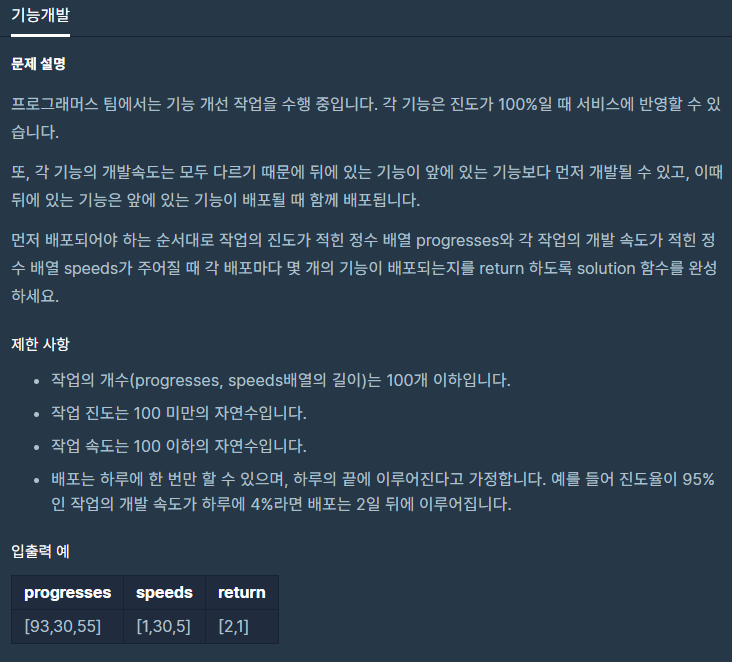 기능개발
문제 설명
프로그래머스 팀에서는 기능 개선 작업을 수행 중입니다. 각 기능은 진도가 100%일 때 서비스에 반영할 수 있
습니다.
또, 각 기능의 개발속도는 모두 다르기 때문에 뒤에 있는 기능이 앞에 있는 기능보다 먼저 개발될 수 있고, 이때
뒤에 있는 기능은 앞에 있는 기능이 배포될 때 함께 배포됩니다.
먼저 배포되어야 하는 순서대로 작업의 진도가 적힌 정수 배열 progresses와 각 작업의 개발 속도가 적힌 정
수 배열 speeds가 주어질 때 각 배포마다 몇 개의 기능이 배포되는지를 return 하도록 solution 함수를 완성
하세요.
제한 사항
• 작업의 개수(progresses, speeds배열의 길이)는 100개 이하입니다.
• 작업 진도는 100 미만의 자연수입니다.
• 작업 속도는 100 이하의 자연수입니다.
• 배포는 하루에 한 번만 할 수 있으며, 하루의 끝에 이루어진다고 가정합니다. 예를 들어 진도율이 95%
인 작업의 개발 속도가 하루에 4%라면 배포는 2일 뒤에 이루어집니다.
입출력 예
progresses speeds return
[93,30,55] [1,30,5] [2,1]